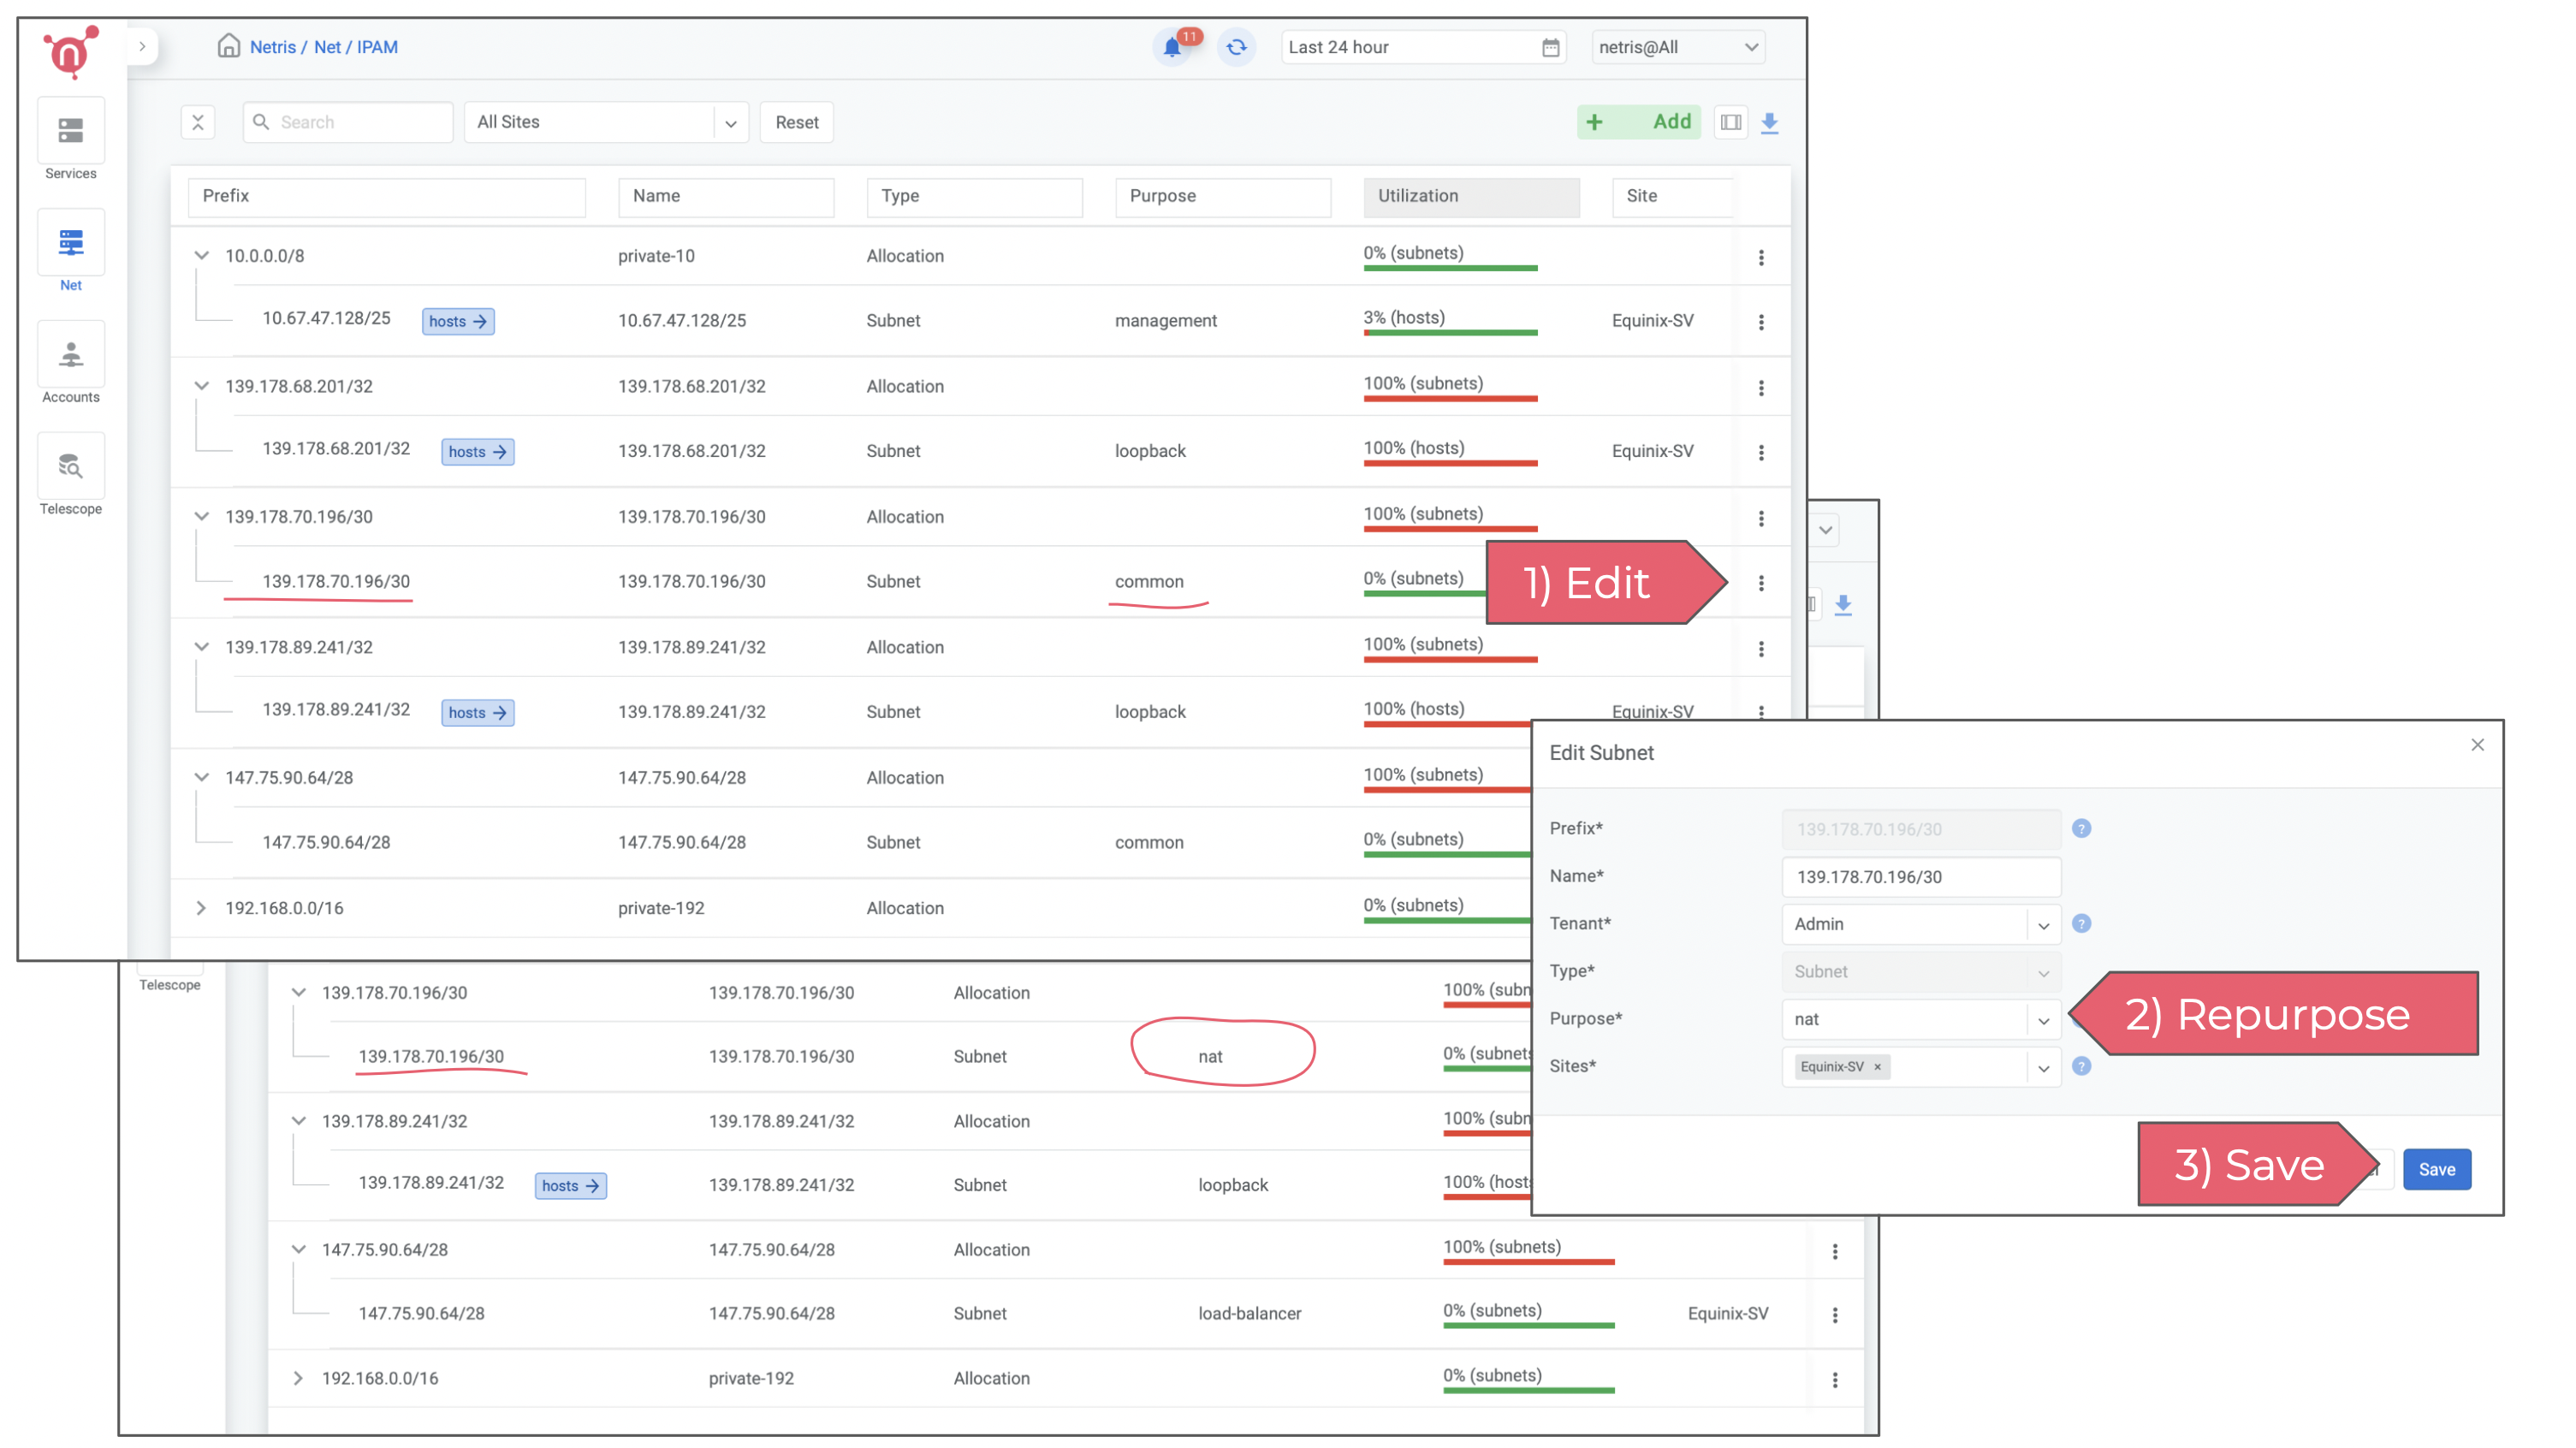 Netris / Net / IPAM
11
Last 24 hour
netris@All
Search
All Sites
Reset
+ Add
Services
Net
Accounts
Telescope
Prefix Name Type Purpose Utilization Site
10.0.0.0/8 private-10 Allocation 0% (subnets)
10.67.47.128/25 hosts → 10.67.47.128/25 Subnet management 3% (hosts) Equinix-SV
139.178.68.201/32 139.178.68.201/32 Allocation 100% (subnets)
139.178.68.201/32 hosts → 139.178.68.201/32 Subnet loopback 100% (hosts) Equinix-SV
139.178.70.196/30 139.178.70.196/30 Allocation 100% (subnets)
139.178.70.196/30 139.178.70.196/30 Subnet common 0% (subnets)
1) Edit
139.178.89.241/32 139.178.89.241/32 Allocation 100% (subnets)
139.178.89.241/32 hosts → 139.178.89.241/32 Subnet loopback 100% (hosts) Equinix-SV
147.75.90.64/28 147.75.90.64/28 Allocation 100% (subnets)
147.75.90.64/28 147.75.90.64/28 Subnet common 0% (subnets)
192.168.0.0/16 private-192 Allocation 0% (subnets)
Edit Subnet
Prefix* 139.178.70.196/30 ?
Name* 139.178.70.196/30
Tenant* Admin ?
Type* Subnet
Purpose* nat
2) Repurpose
Sites* Equinix-SV × ?
3) Save
Save
Telescope
139.178.70.196/30 139.178.70.196/30 Allocation 100%
139.178.70.196/30 139.178.70.196/30 Subnet nat 0%
139.178.89.241/32 139.178.89.241/32 Allocation 100%
139.178.89.241/32 hosts → 139.178.89.241/32 Subnet loopback 100%
147.75.90.64/28 147.75.90.64/28 Allocation 100% (subnets)
147.75.90.64/28 147.75.90.64/28 Subnet load-balancer 0% (subnets) Equinix-SV
192.168.0.0/16 private-192 Allocation 0% (subnets)